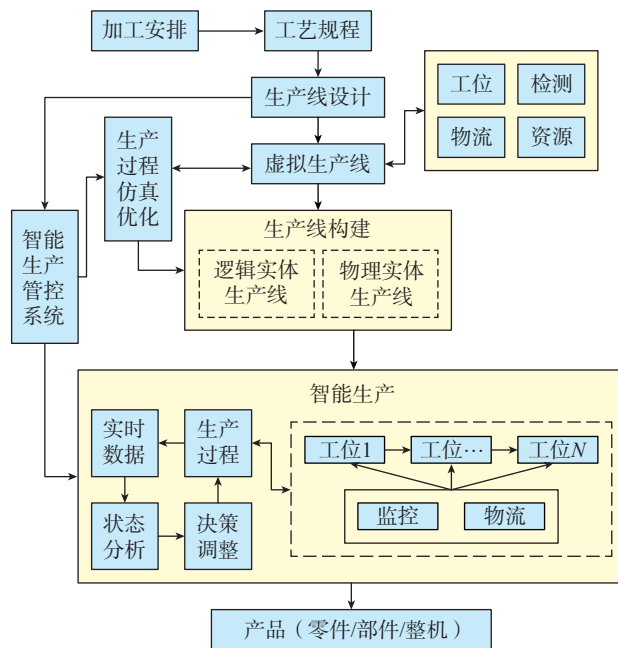 加工安排
工艺规程
生产线设计
工位
检测
物流
资源
生产
过程
仿真
优化
虚拟生产线
智能
生产
管控
系统
生产线构建
逻辑实体
生产线
物理实体
生产线
智能生产
实时
数据
生产
过程
状态
分析
决策
调整
工位1
工位…
工位N
监控
物流
产品（零件/部件/整机）